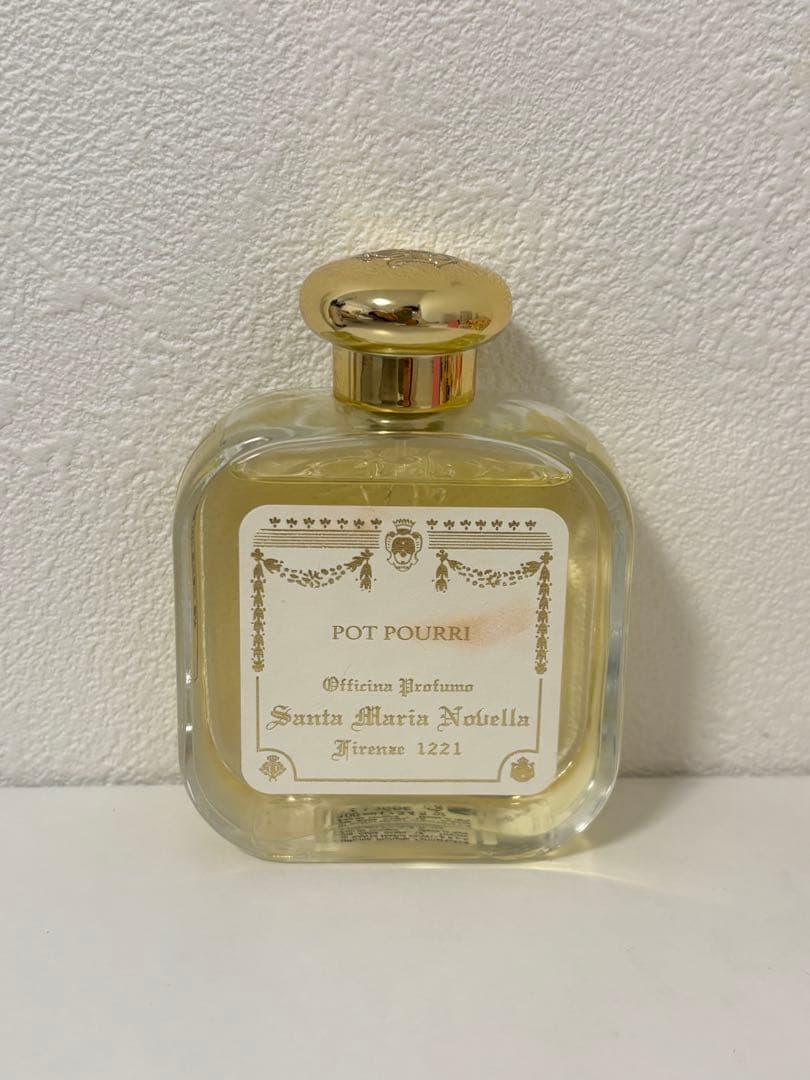 POT POURRI
Officina Profumo
Santa Maria Novella
Firenze 1221